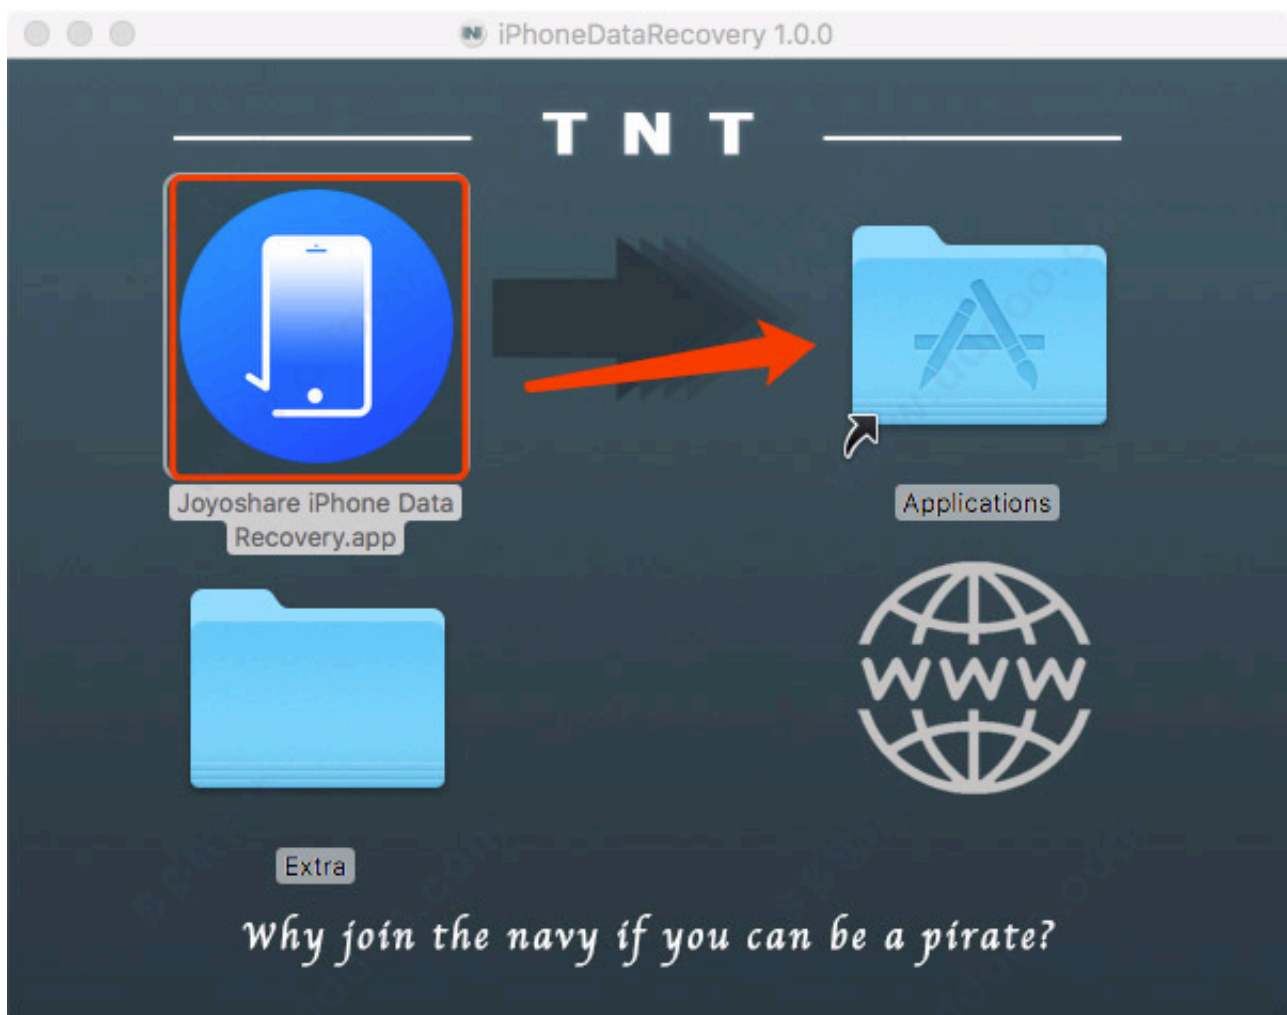 iPhoneDataRecovery 1.0.0
TNT
Joyoshare iPhone Data
Recovery.app
Applications
WWW
Extra
Why join the navy if you can be a pirate?